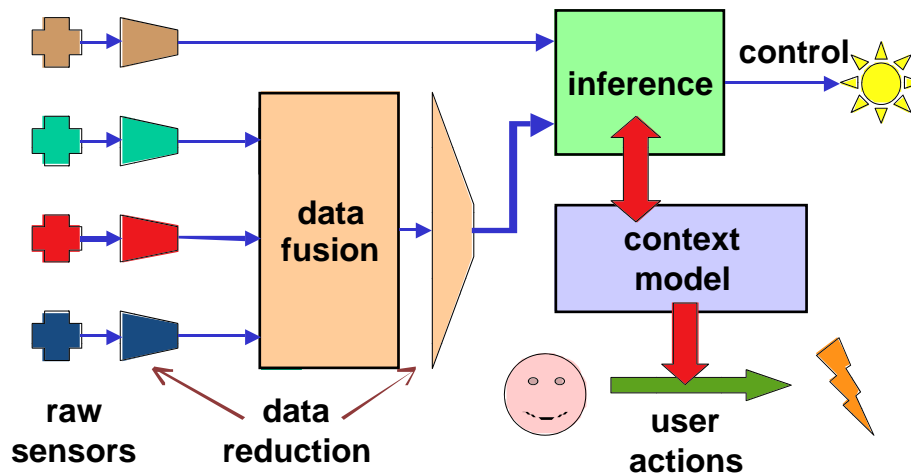 control
inference
data
fusion
context
model
raw
sensors
data
reduction
user
actions